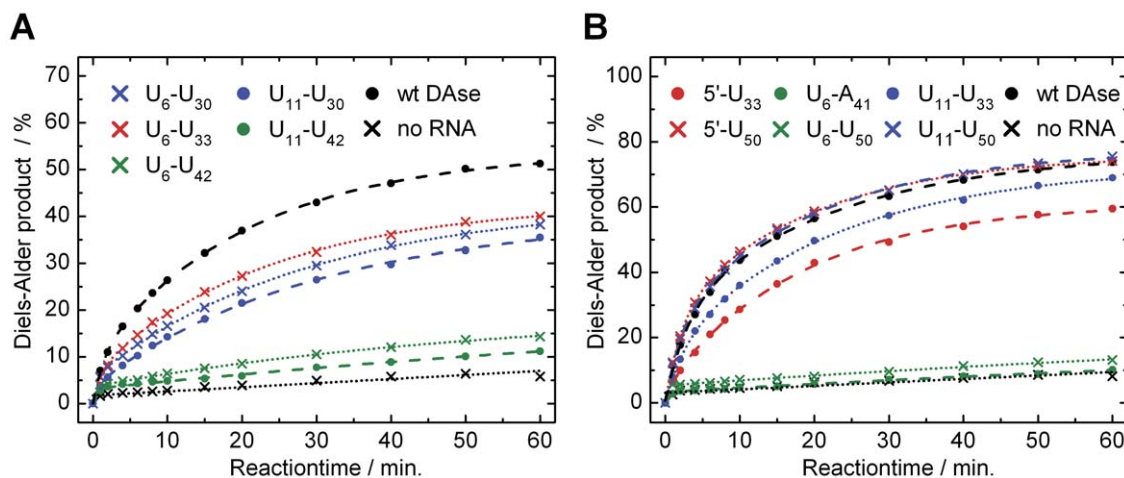 A
B
Diels-Alder product / %
70
60
50
40
30
20
10
0
U6-U30
U11-U30
wt DAse
U6-U33
U11-U42
no RNA
U6-U42
0 10 20 30 40 50 60
Reactiontime / min.
Diels-Alder product / %
100
80
60
40
20
0
5'-U33
U6-A41
U11-U33
wt DAse
5'-U50
U6-U50
U11-U50
no RNA
0 10 20 30 40 50 60
Reactiontime / min.